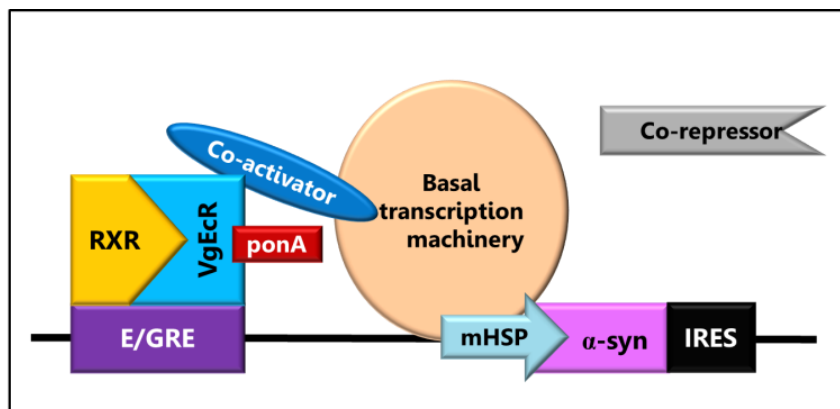 Co-activator
Basal
transcription
machinery
Co-repressor
RXR
VgEcR
ponA
E/GRE
mHSP
α-syn
IRES